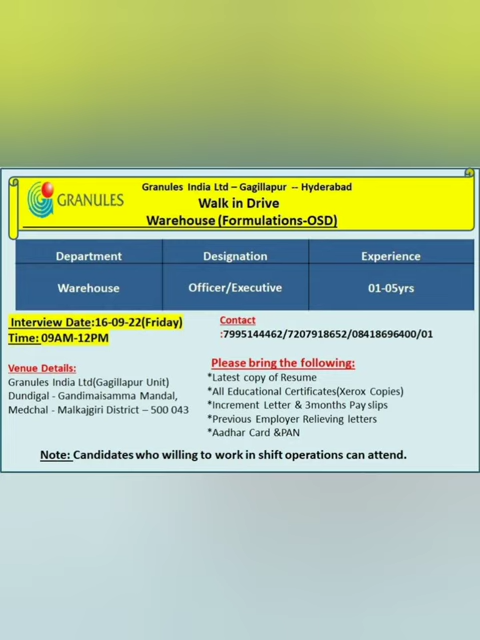 GRANULES
Granules India Ltd – Gagillapur -- Hyderabad
Walk in Drive
Warehouse (Formulations-OSD)
Department Designation Experience
Warehouse Officer/Executive 01-05yrs
Interview Date:16-09-22(Friday)
Time: 09AM-12PM
Contact
:7995144462/7207918652/08418696400/01
Venue Details:
Granules India Ltd(Gagillapur Unit)
Dundigal - Gandimaisamma Mandal,
Medchal - Malkajgiri District – 500 043
Please bring the following:
*Latest copy of Resume
*All Educational Certificates(Xerox Copies)
*Increment Letter & 3months Pay slips
*Previous Employer Relieving letters
*Aadhar Card &PAN
Note: Candidates who willing to work in shift operations can attend.